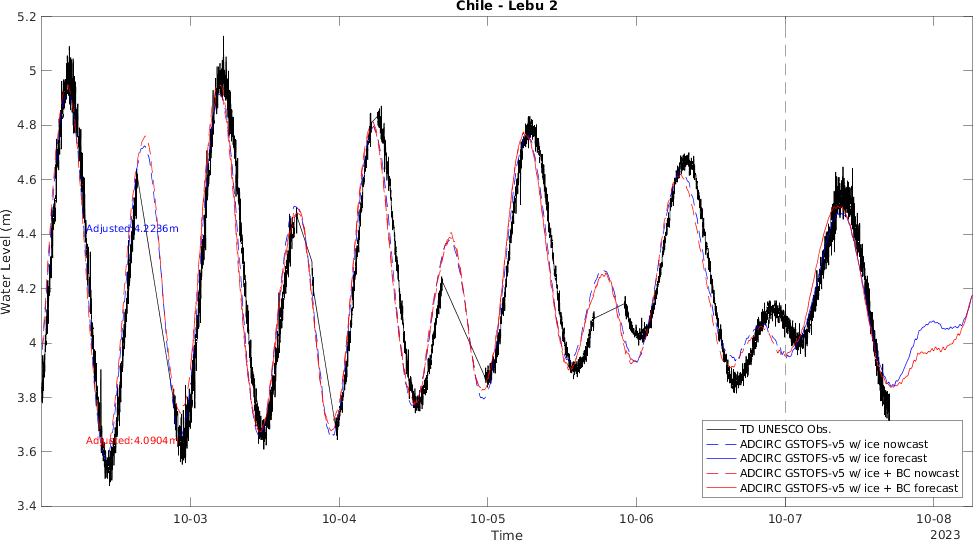 Chile - Lebu 2
5.2
5
4.8
4.6
4.4
4.2
4
3.8
3.6
3.4
Water Level (m)
Adjusted:4.2236m
Adjusted:4.0904m
TD UNESCO Obs.
ADCIRC GSTOFS-v5 w/ ice nowcast
ADCIRC GSTOFS-v5 w/ ice forecast
ADCIRC GSTOFS-v5 w/ ice + BC nowcast
ADCIRC GSTOFS-v5 w/ ice + BC forecast
10-03 10-04 10-05 10-06 10-07 10-08
Time
2023